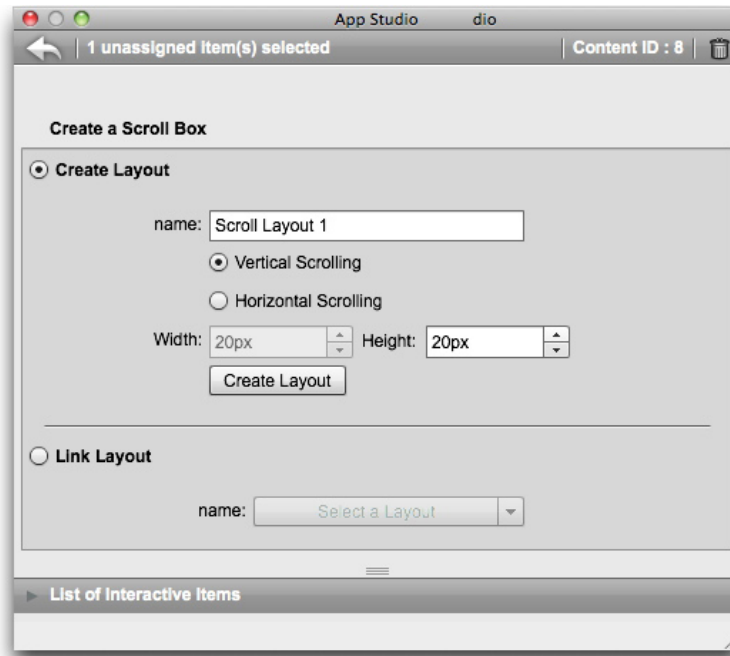 App Studio dio
1 unassigned item(s) selected
Content ID : 8
Create a Scroll Box
Create Layout
name: Scroll Layout 1
Vertical Scrolling
Horizontal Scrolling
Width: 20px Height: 20px
Create Layout
Link Layout
name: Select a Layout
List of Interactive Items